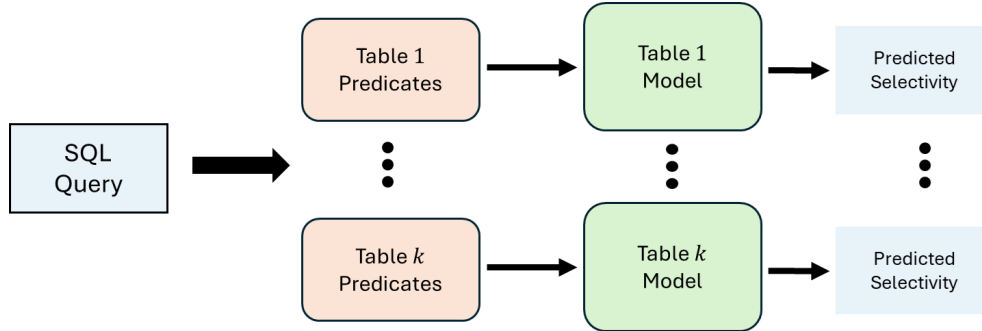 SQL
Query
Table 1
Predicates
Table 1
Model
Predicted
Selectivity
Table k
Predicates
Table k
Model
Predicted
Selectivity